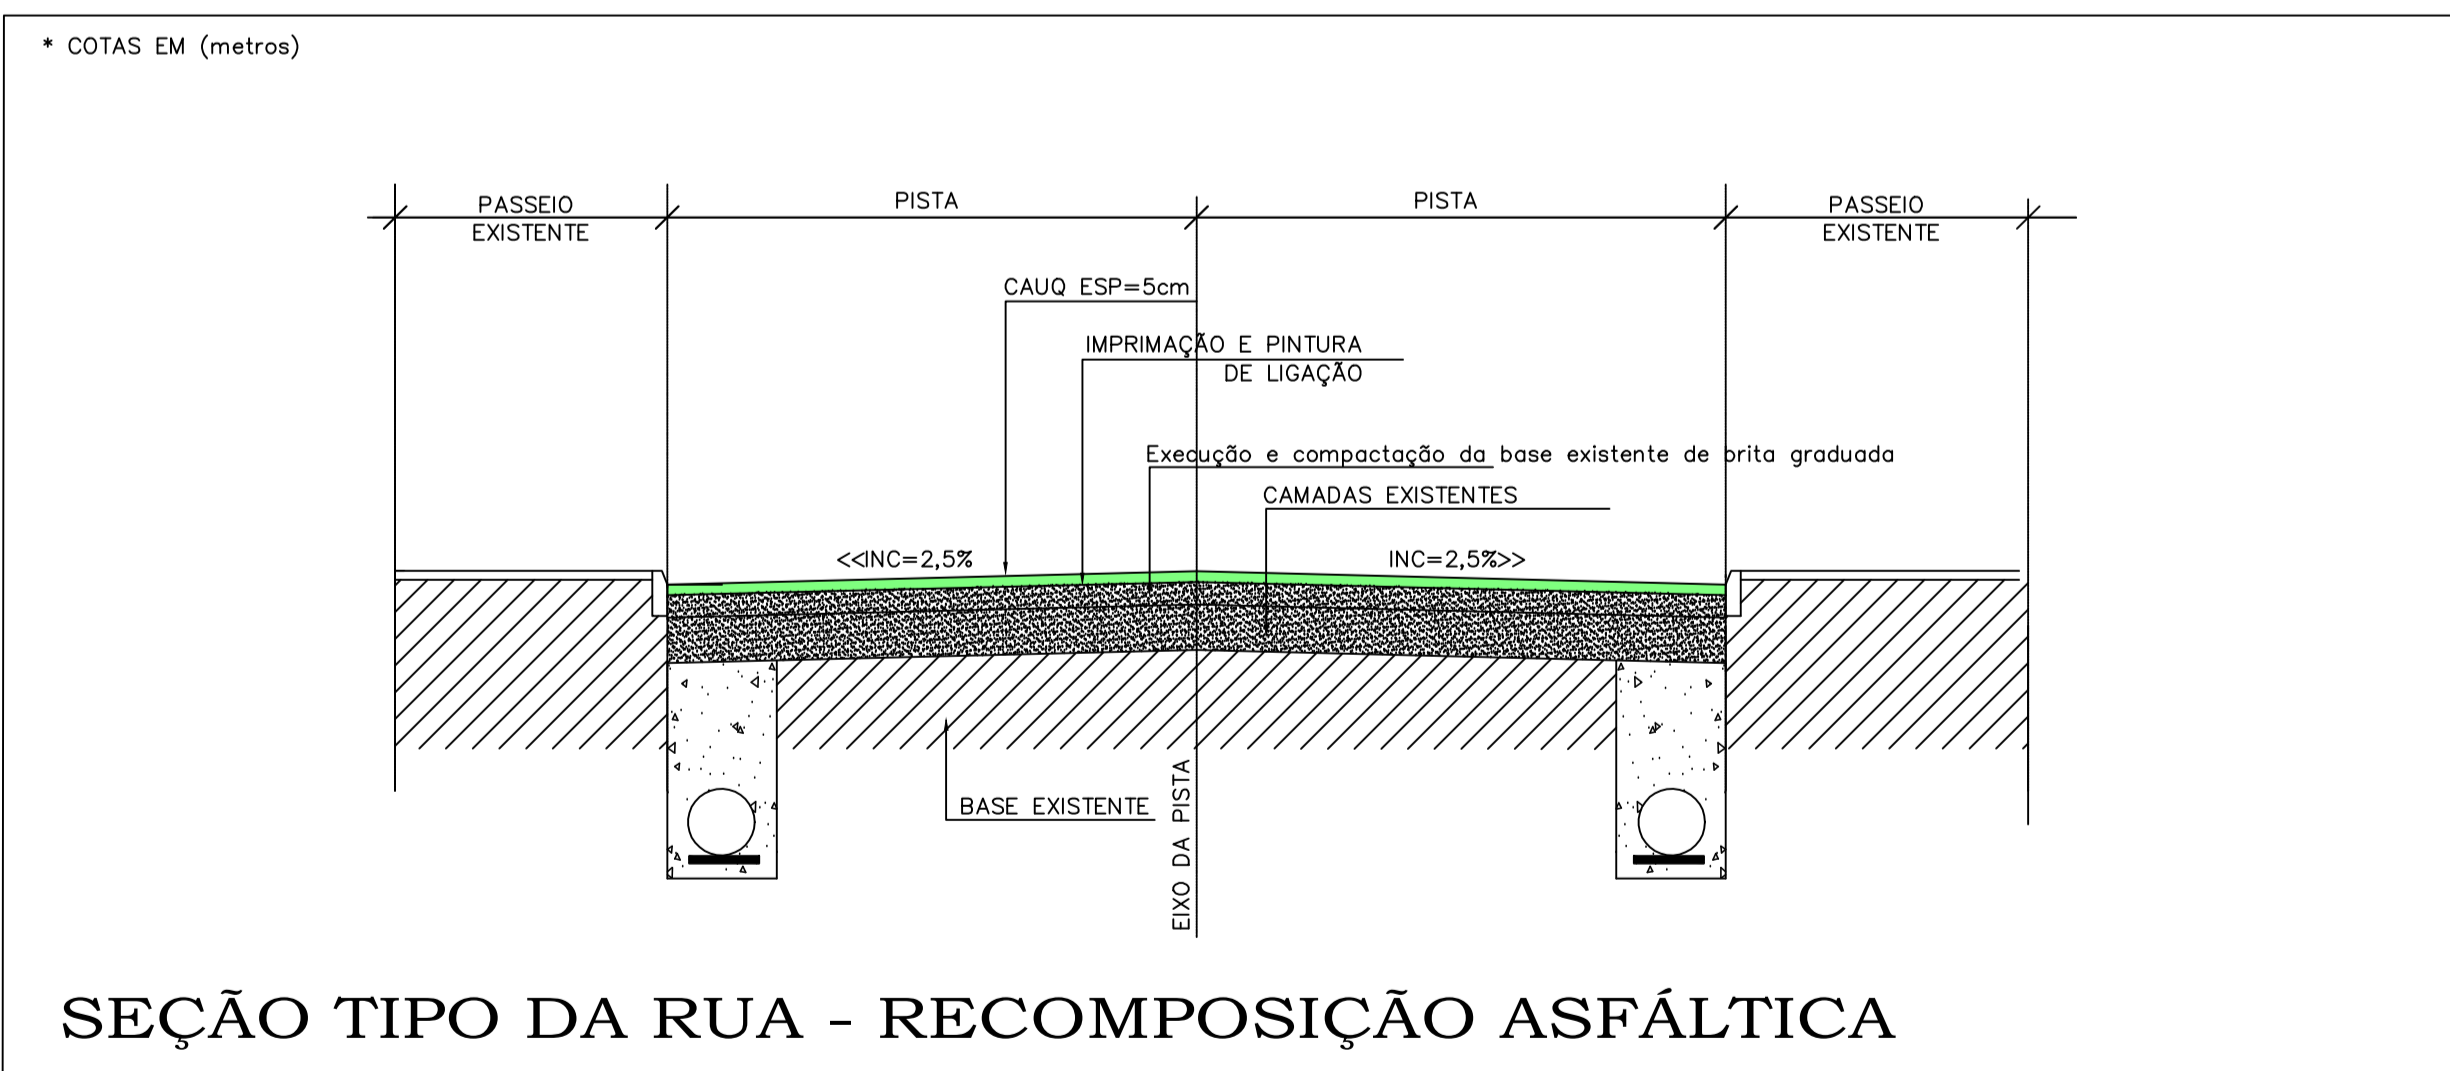 * COTAS EM (metros)
PASSEIO
EXISTENTE
PISTA
PISTA
PASSEIO
EXISTENTE
CAUQ ESP=5cm
IMPRIMAÇÃO E PINTURA
DE LIGAÇÃO
Execução e compactação da base existente de brita graduada
CAMADAS EXISTENTES
<<INC=2,5%
INC=2,5%>>
BASE EXISTENTE
EIXO DA PISTA
SEÇÃO TIPO DA RUA - RECOMPOSIÇÃO ASFÁLTICA